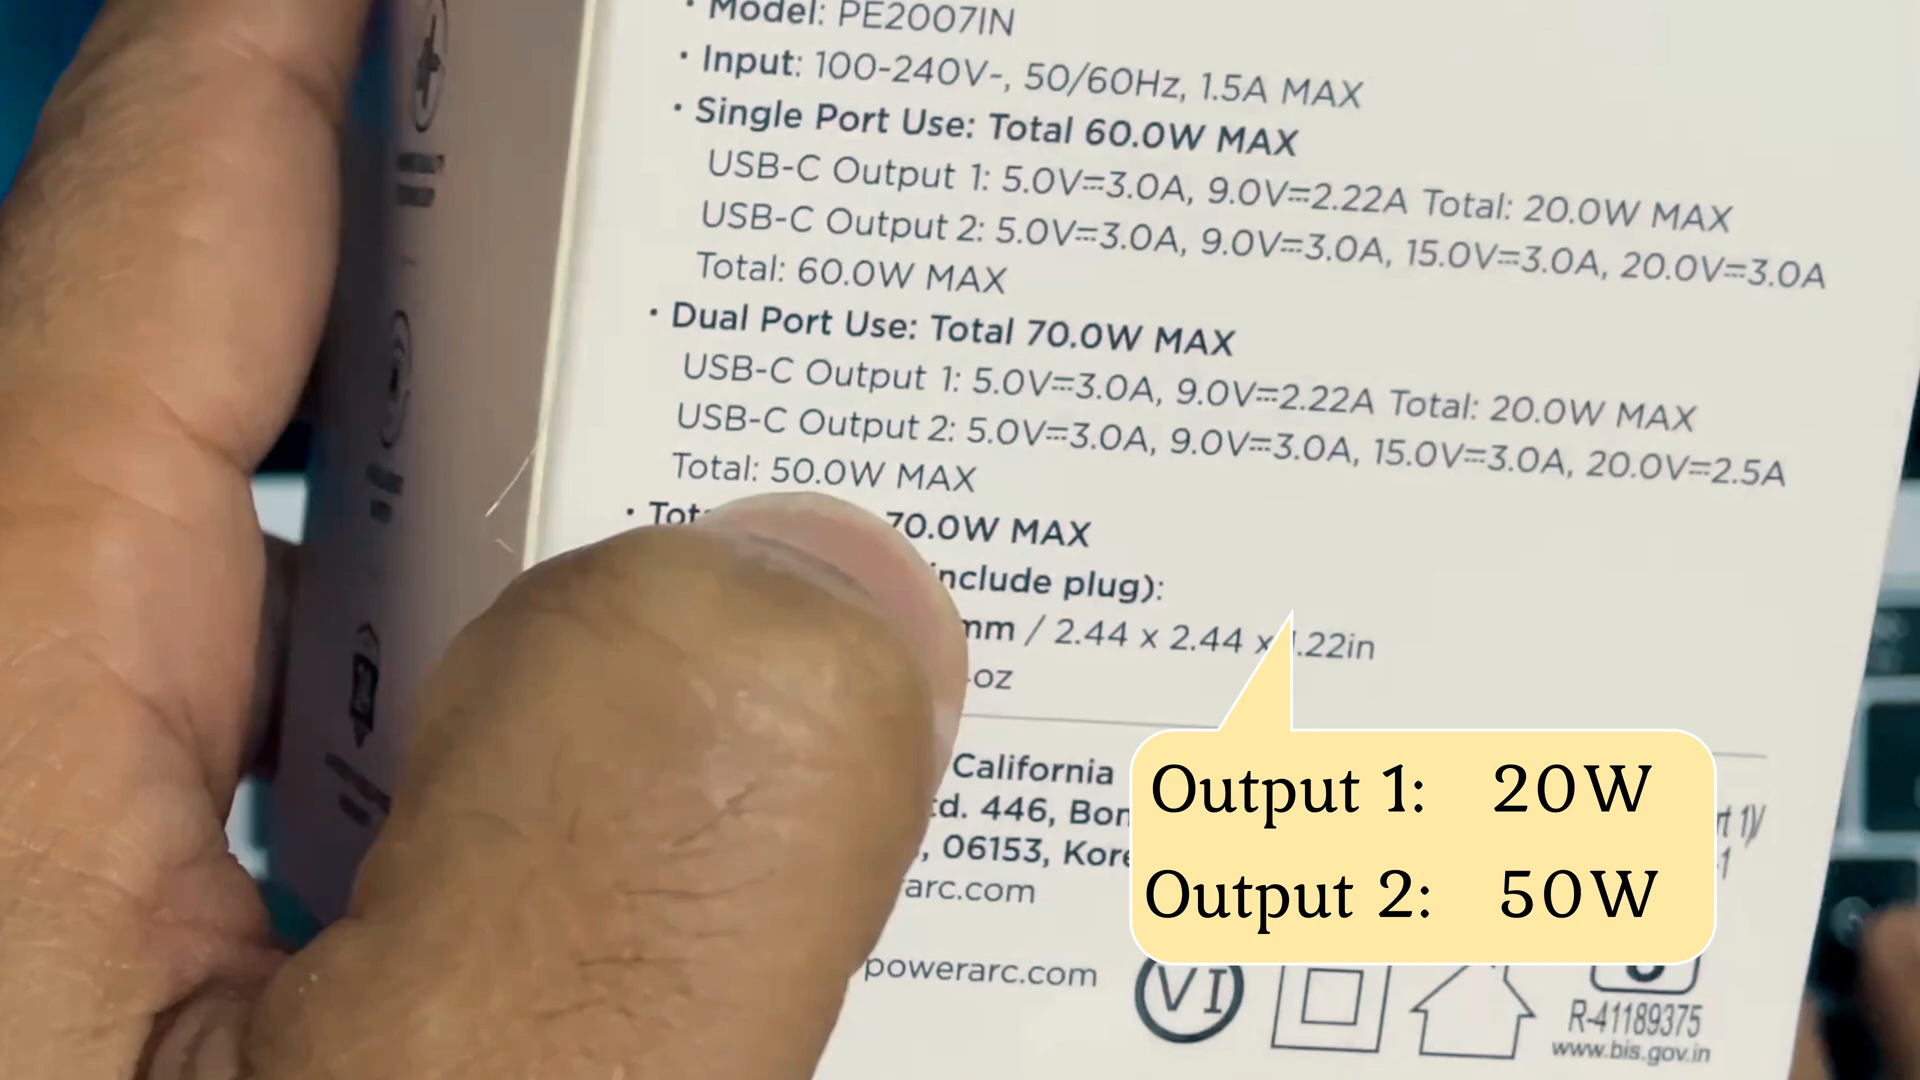 · Model: PE2007IN
· Input: 100-240V~, 50/60Hz, 1.5A MAX
· Single Port Use: Total 60.0W MAX
USB-C Output 1: 5.0V⎓3.0A, 9.0V⎓2.22A Total: 20.0W MAX
USB-C Output 2: 5.0V⎓3.0A, 9.0V⎓3.0A, 15.0V⎓3.0A, 20.0V⎓3.0A
Total: 60.0W MAX
· Dual Port Use: Total 70.0W MAX
USB-C Output 1: 5.0V⎓3.0A, 9.0V⎓2.22A Total: 20.0W MAX
USB-C Output 2: 5.0V⎓3.0A, 9.0V⎓3.0A, 15.0V⎓3.0A, 20.0V⎓2.5A
Total: 50.0W MAX
· 70.0W MAX
include plug):
mm / 2.44 x 2.44 x .22in
oz
California
td. 446,
, 06153,
arc.com
powerarc.com
Output 1: 20W
Output 2: 50W
VI
R-41189375
www.bis.gov.in